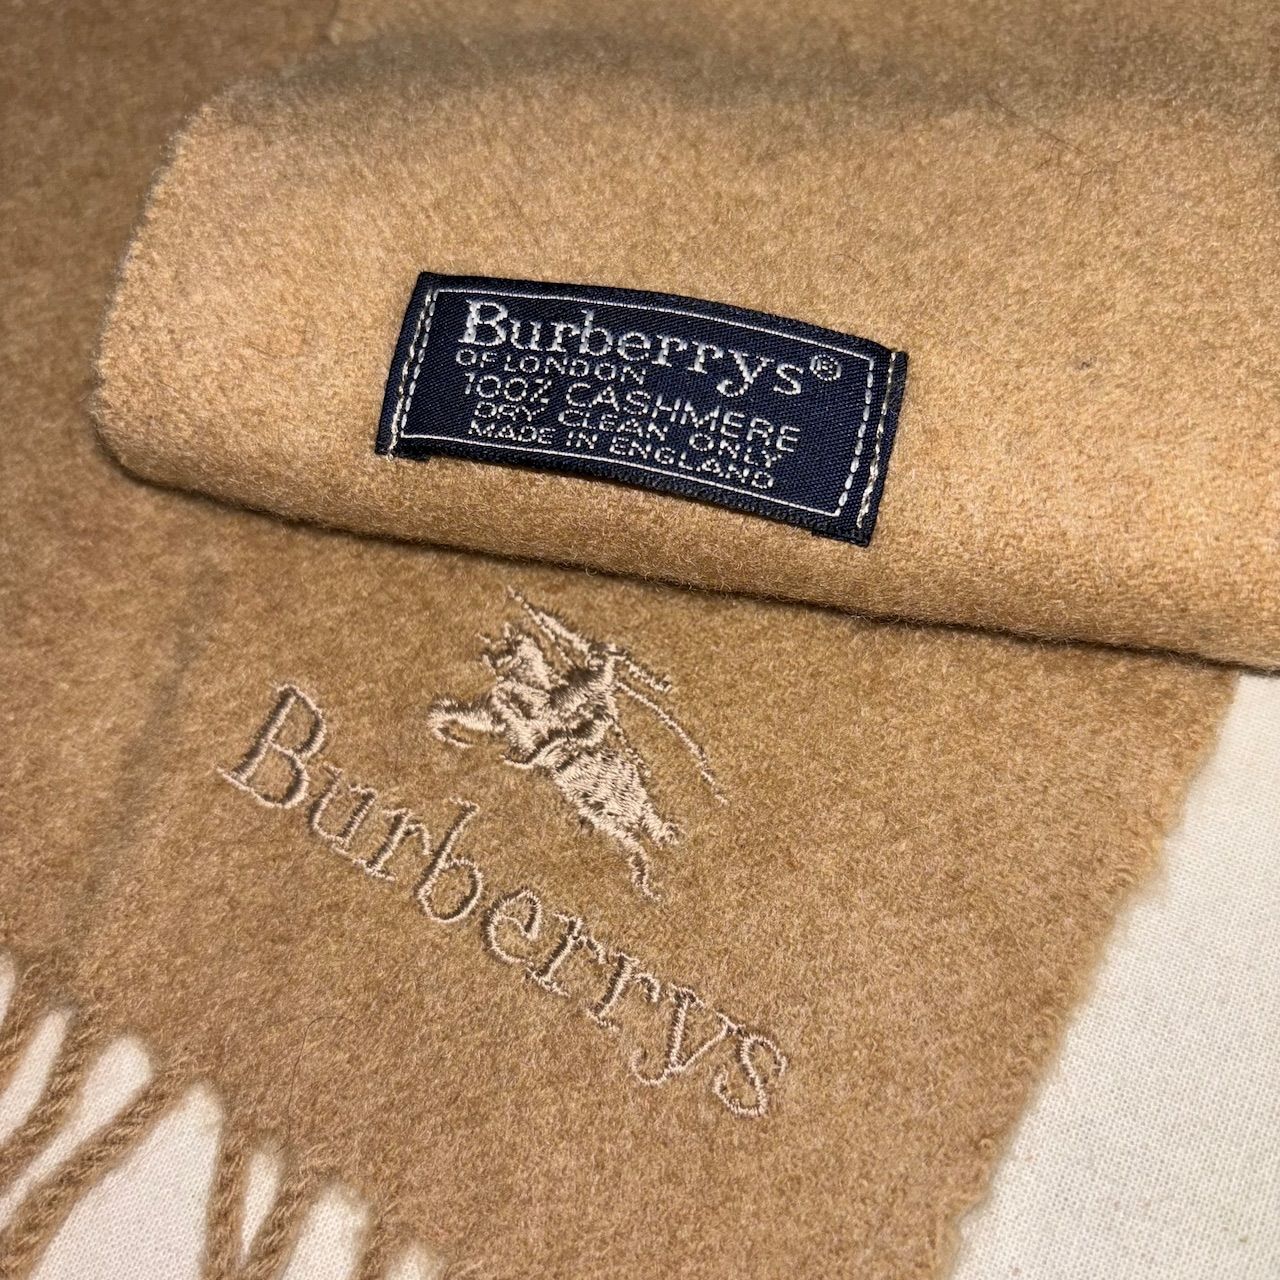 Burberrys®
OF LONDON
100% CASHMERE
DRY CLEAN ONLY
MADE IN ENGLAND
Burberrys